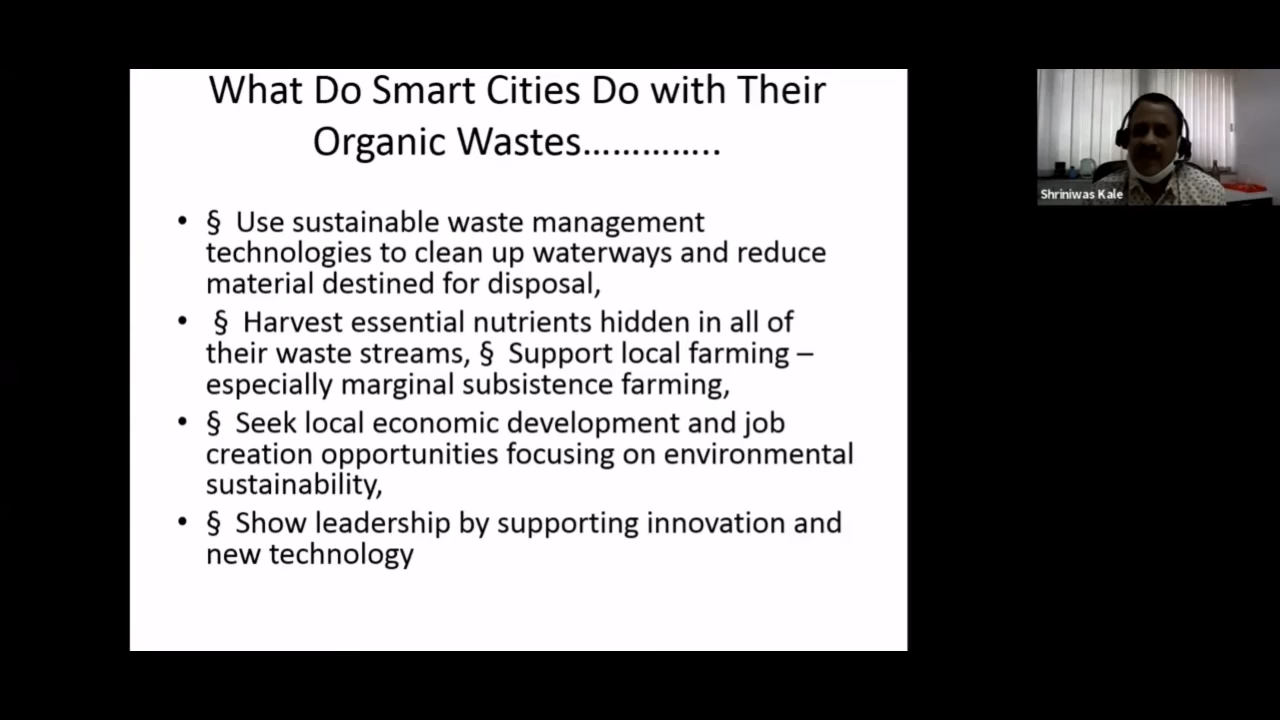 What Do Smart Cities Do with Their
Organic Wastes…………..
• § Use sustainable waste management
technologies to clean up waterways and reduce
material destined for disposal,
• § Harvest essential nutrients hidden in all of
their waste streams, § Support local farming –
especially marginal subsistence farming,
• § Seek local economic development and job
creation opportunities focusing on environmental
sustainability,
• § Show leadership by supporting innovation and
new technology
Shriniwas Kale